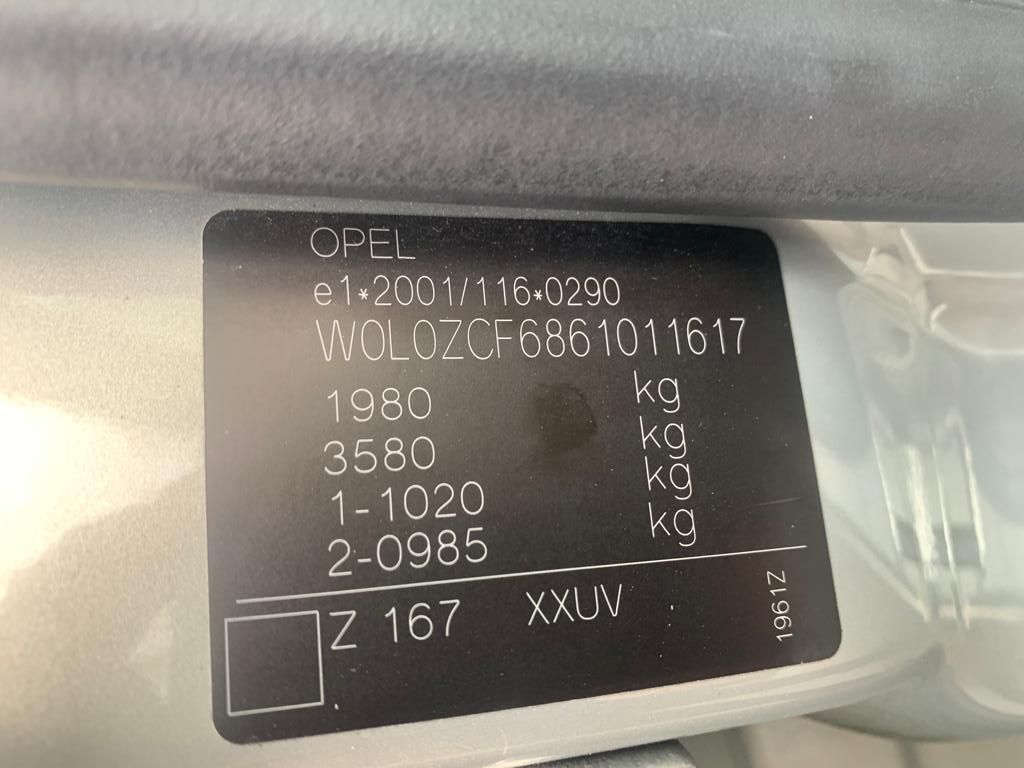 OPEL
e1*2001/116*0290
W0L0ZCF6861011617
1980 kg
3580 kg
1-1020 kg
2-0985 kg
Z 167 XXUV
1961Z